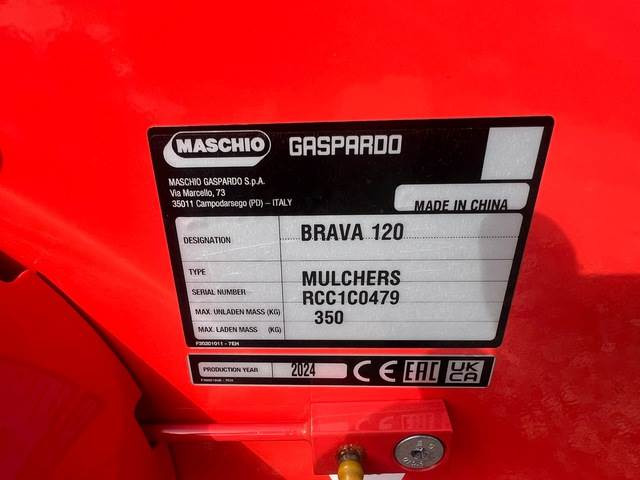 MASCHIO GASPARDO
MASCHIO GASPARDO S.p.A.
Via Marcello, 73
35011 Campodarsego (PD) – ITALY
MADE IN CHINA
DESIGNATION BRAVA 120
TYPE MULCHERS
SERIAL NUMBER RCC1C0479
MAX. UNLADEN MASS (KG) 350
MAX. LADEN MASS (KG)
F20201011 - 7EH
PRODUCTION YEAR 2024 CE EAC UK CA